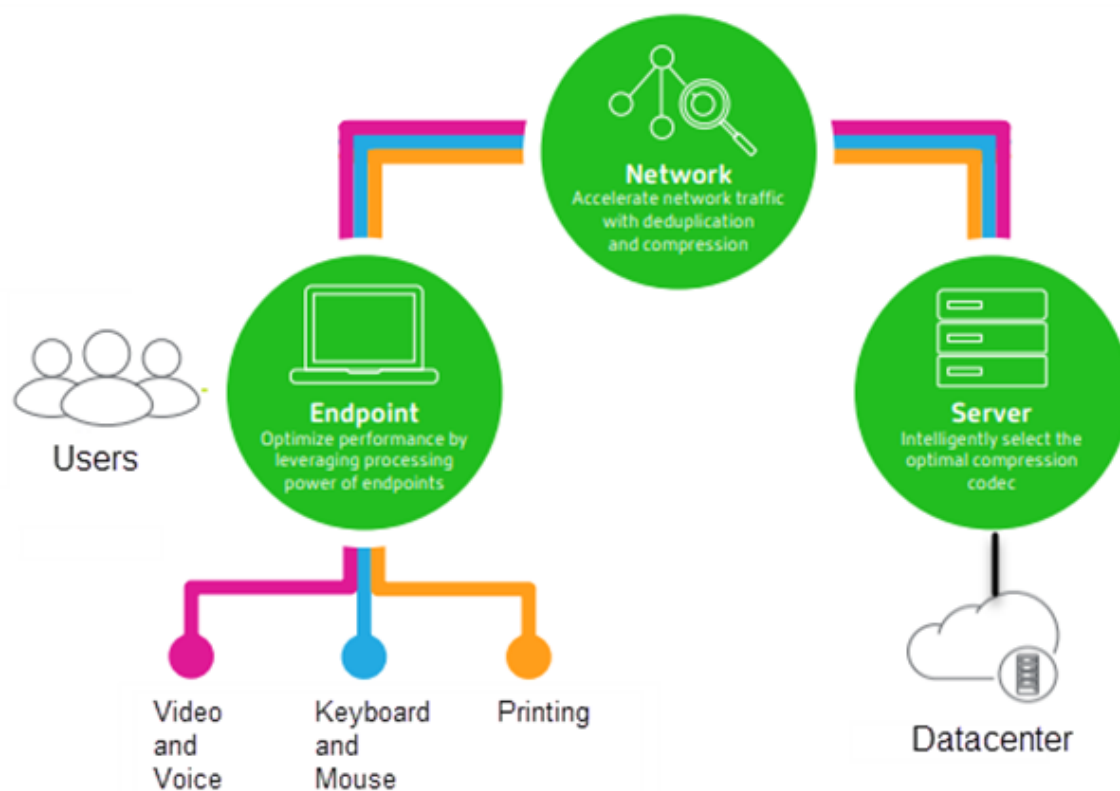 Network
Accelerate network traffic
with deduplication
and compression
Endpoint
Optimize performance by
leveraging processing
power of endpoints
Server
Intelligently select the
optimal compression
codec
Users
Video
and
Voice
Keyboard
and
Mouse
Printing
Datacenter